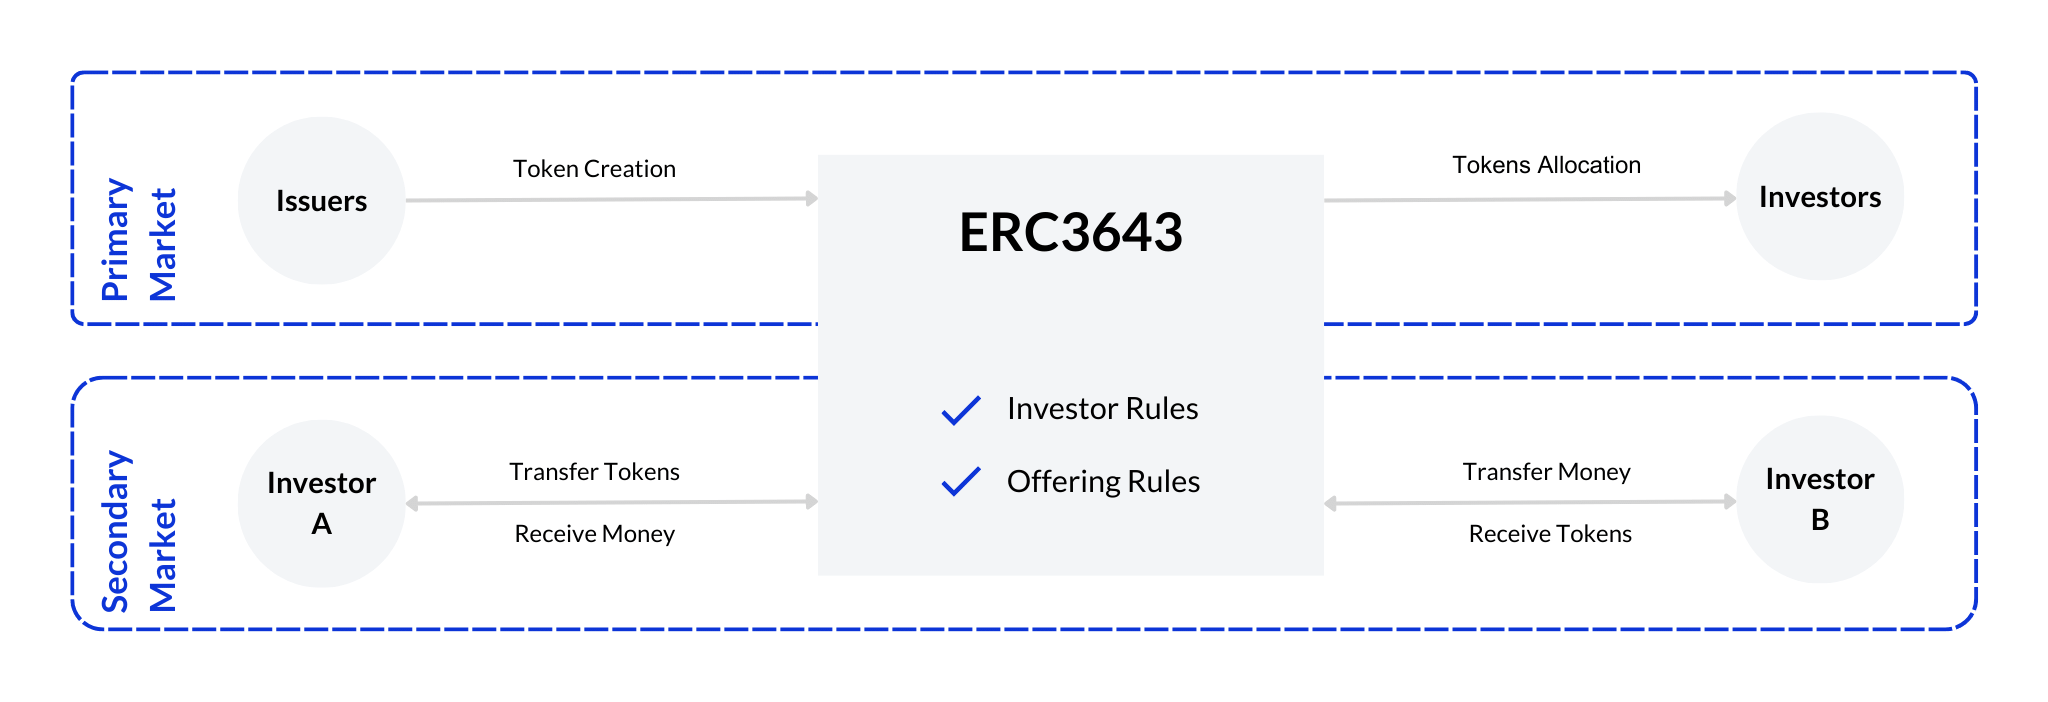 Primary
Market
Issuers
Token Creation
ERC3643
Tokens Allocation
Investors
Secondary
Market
Investor
A
Transfer Tokens
Receive Money
Investor Rules
Offering Rules
Transfer Money
Receive Tokens
Investor
B